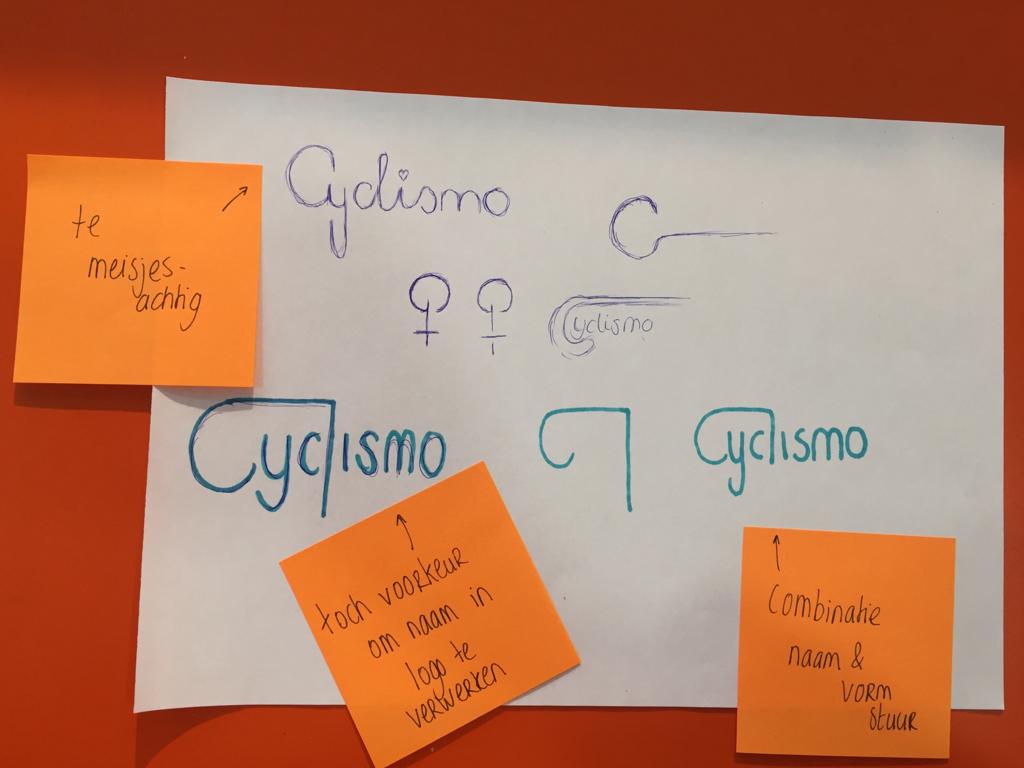 Cyclismo
te
meisjes-
achtig
C
Cyclismo
Cyclismo
Cyclismo
toch voorkeur
om naam in
logo te
verwerken
Combinatie
naam &
vorm
stuur